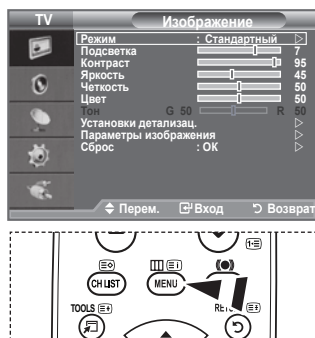 TV Изображение
Режим : Стандартный
Подсветка 7
Контраст 95
Яркость 45
Четкость 50
Цвет 50
Тон G 50 R 50
Установки детализац.
Параметры изображения
Сброс : OK
Перем. Вход Возврат
CH LIST MENU
TOOLS